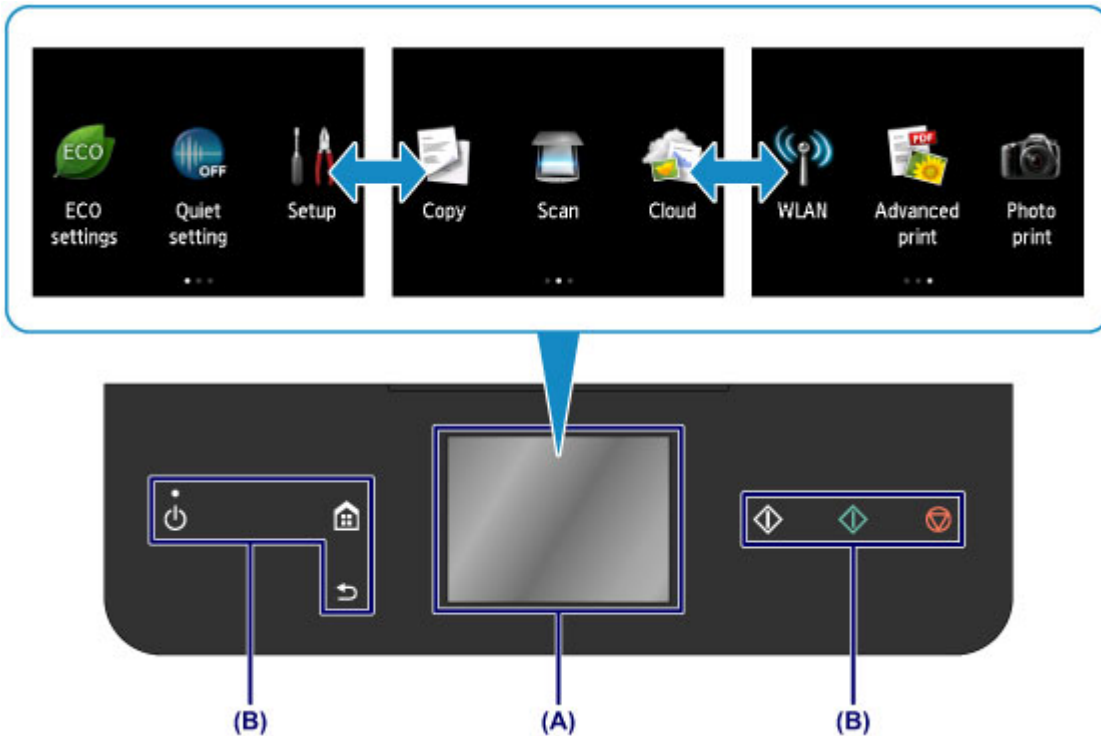 ECO
ECO
settings
OFF
Quiet
setting
Setup
Copy
Scan
Cloud
WLAN
PDF
Advanced
print
Photo
print
(B)
(A)
(B)